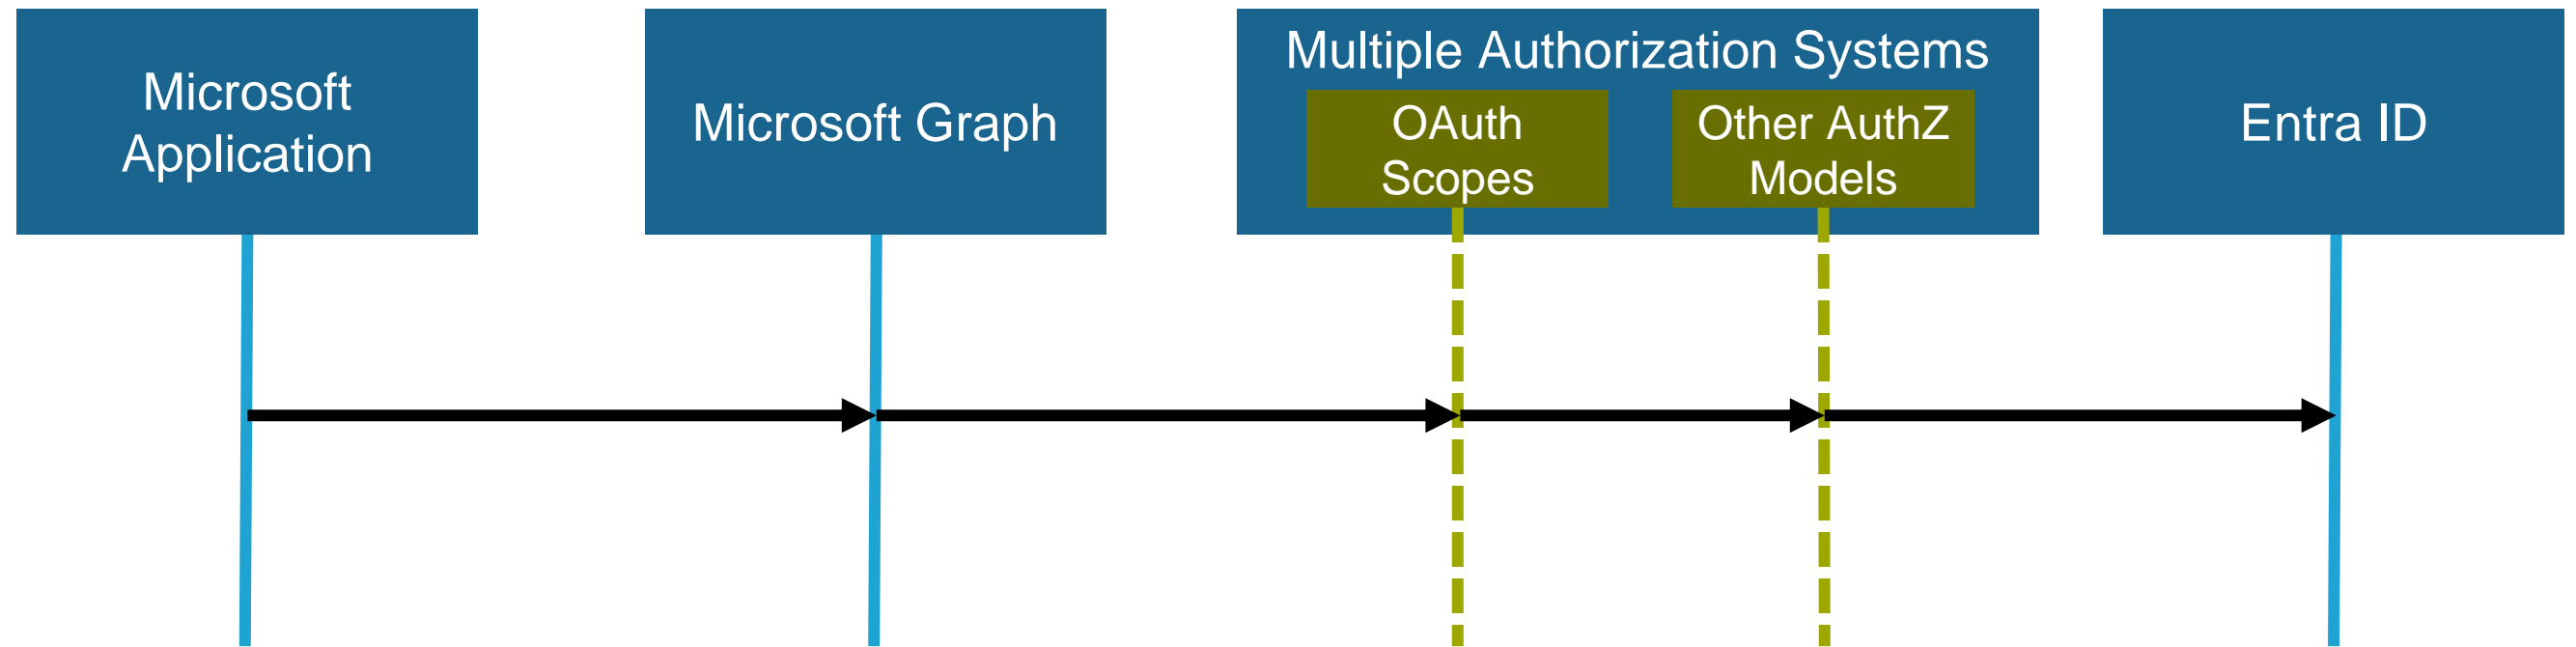 Microsoft
Application
Microsoft Graph
Multiple Authorization Systems
OAuth
Scopes
Other AuthZ
Models
Entra ID